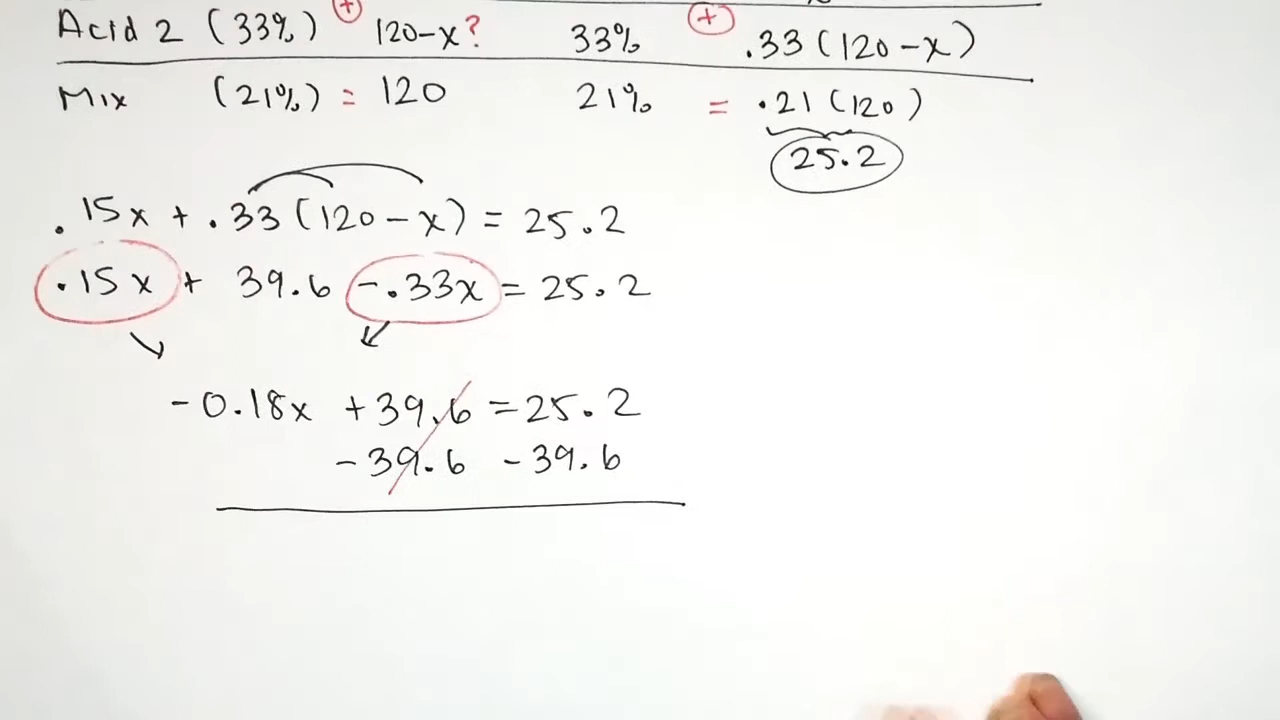 Acid 2 (33%) + 120-x? 33% + .33(120-x)
Mix (21%) = 120 21% = .21(120)
25.2
.15x + .33(120-x) = 25.2
.15x + 39.6 -.33x = 25.2
-0.18x +39.6 = 25.2
-39.6 -39.6